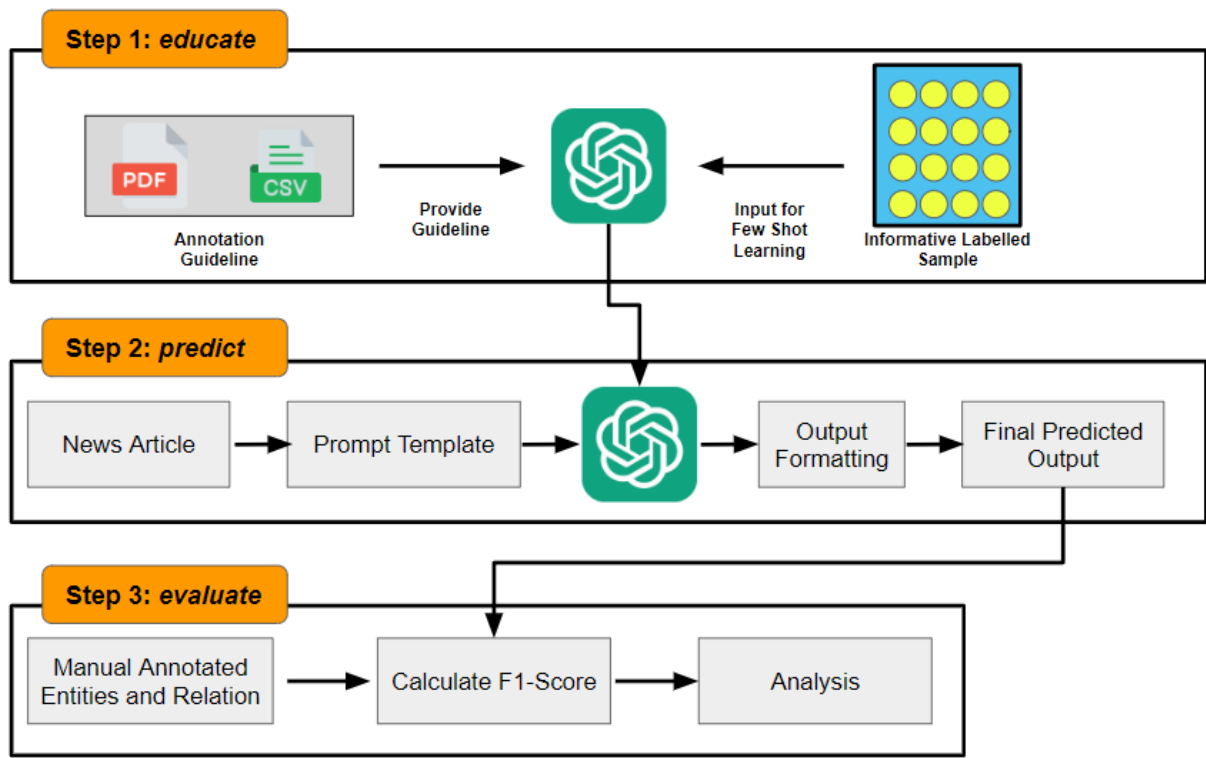 Step 1: educate
PDF
CSV
Annotation
Guideline
Provide
Guideline
Input for
Few Shot
Learning
Informative Labelled
Sample
Step 2: predict
News Article
Prompt Template
Output
Formatting
Final Predicted
Output
Step 3: evaluate
Manual Annotated
Entities and Relation
Calculate F1-Score
Analysis